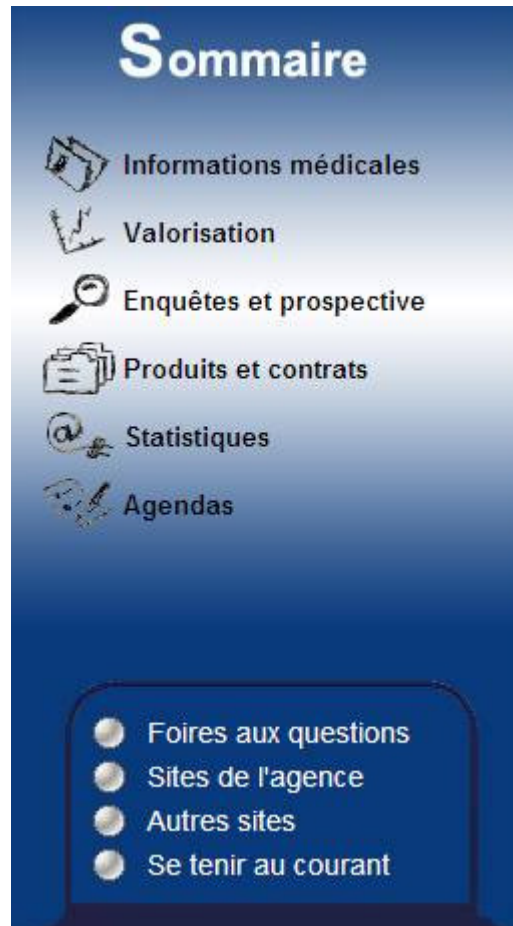 Sommaire
Informations médicales
Valorisation
Enquêtes et prospective
Produits et contrats
Statistiques
Agendas
Foires aux questions
Sites de l'agence
Autres sites
Se tenir au courant